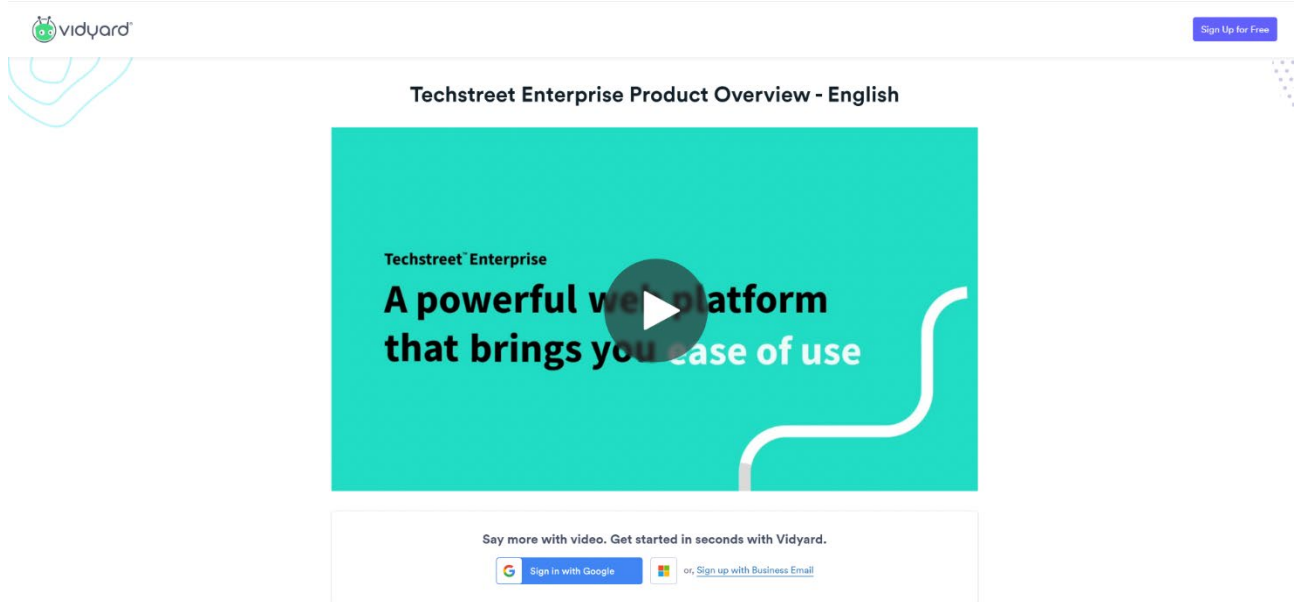 vidyard
Sign Up for Free
Techstreet Enterprise Product Overview - English
Techstreet™ Enterprise
A powerful web platform
that brings you ease of use
Say more with video. Get started in seconds with Vidyard.
Sign in with Google
or, Sign up with Business Email